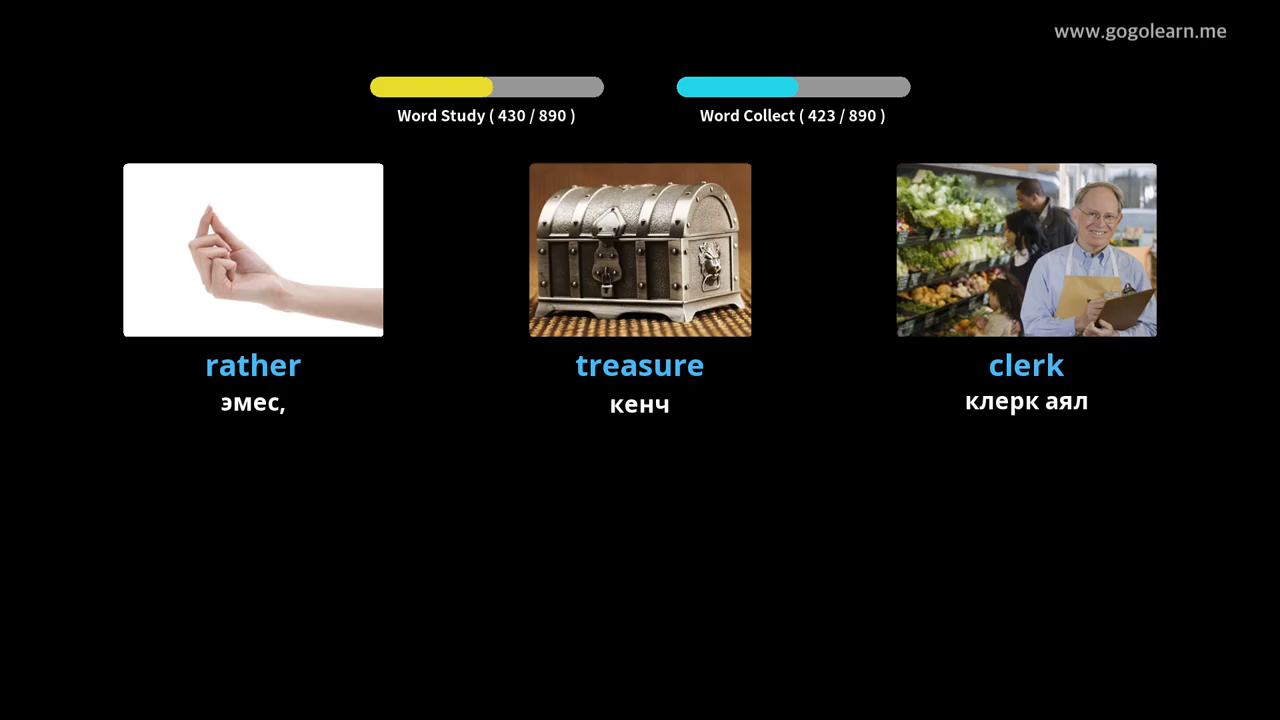 www.gogolearn.me
Word Study ( 430 / 890 )
Word Collect ( 423 / 890 )
rather
эмес,
treasure
кенч
clerk
клерк аял